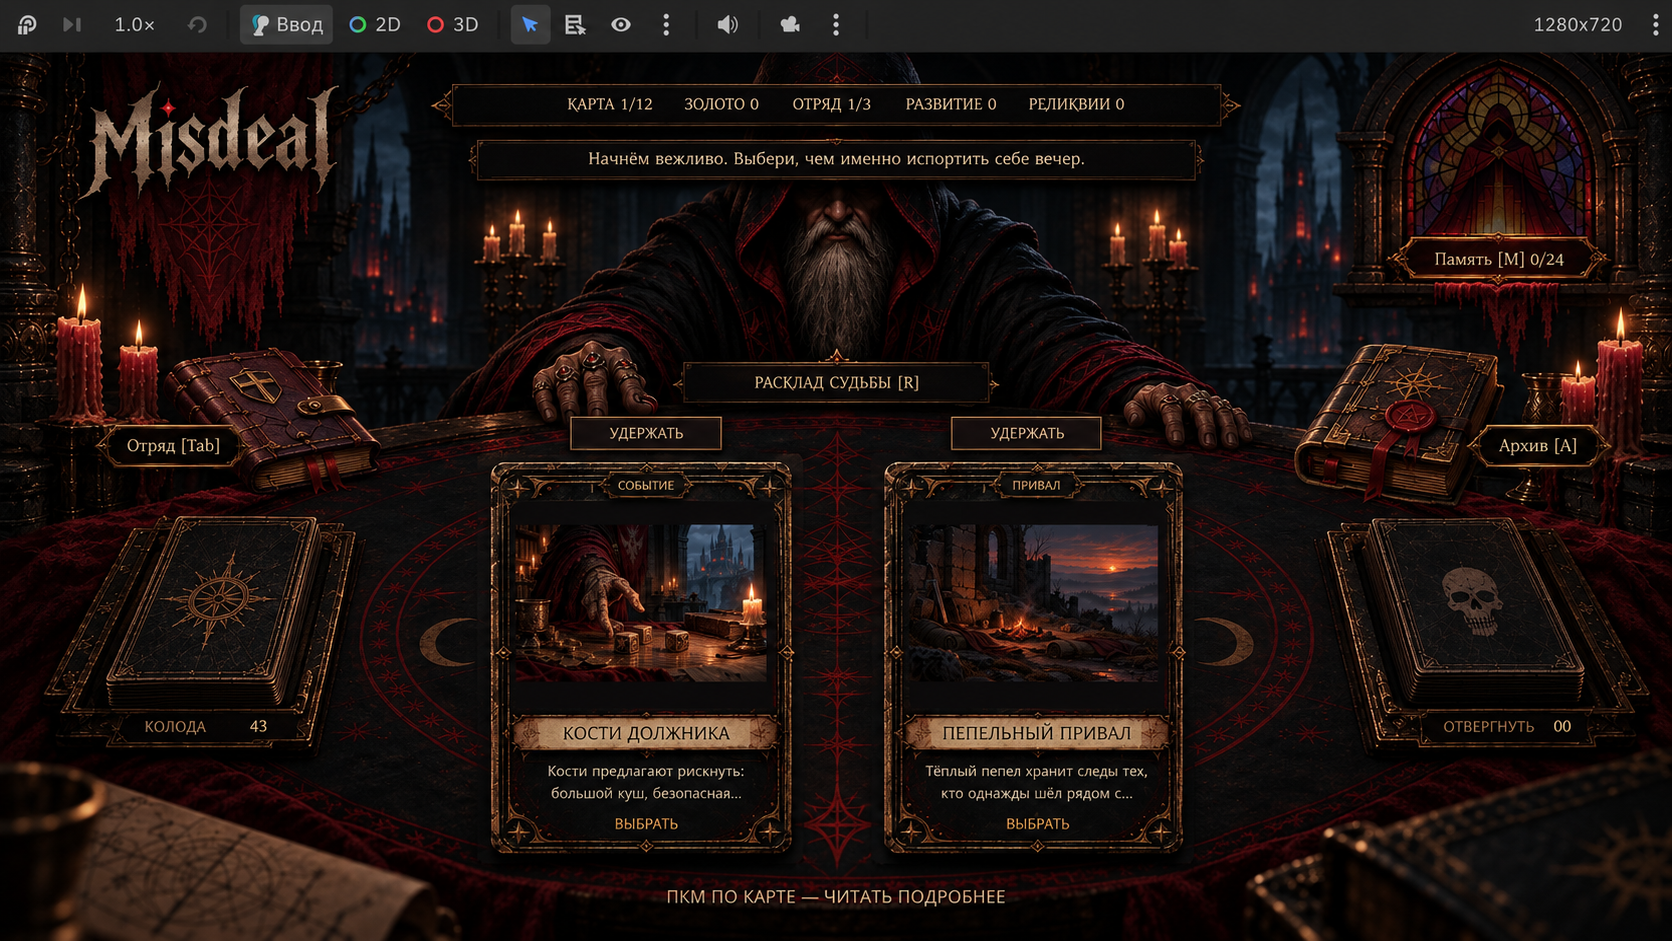 1.0×
Ввод
2D
3D
1280x720
Misdeal
КАРТА 1/12 ЗОЛОТО 0 ОТРЯД 1/3 РАЗВИТИЕ 0 РЕЛИКВИИ 0
Начнём вежливо. Выбери, чем именно испортить себе вечер.
Память [M] 0/24
РАСКЛАД СУДЬБЫ [R]
УДЕРЖАТЬ
УДЕРЖАТЬ
Отряд [Tab]
Архив [A]
СОБЫТИЕ
ПРИВАЛ
КОЛОДА 43
ОТВЕРГНУТЬ 00
КОСТИ ДОЛЖНИКА
Кости предлагают рискнуть:
большой куш, безопасная...
ВЫБРАТЬ
ПЕПЕЛЬНЫЙ ПРИВАЛ
Тёплый пепел хранит следы тех,
кто однажды шёл рядом с...
ВЫБРАТЬ
ПКМ ПО КАРТЕ — ЧИТАТЬ ПОДРОБНЕЕ